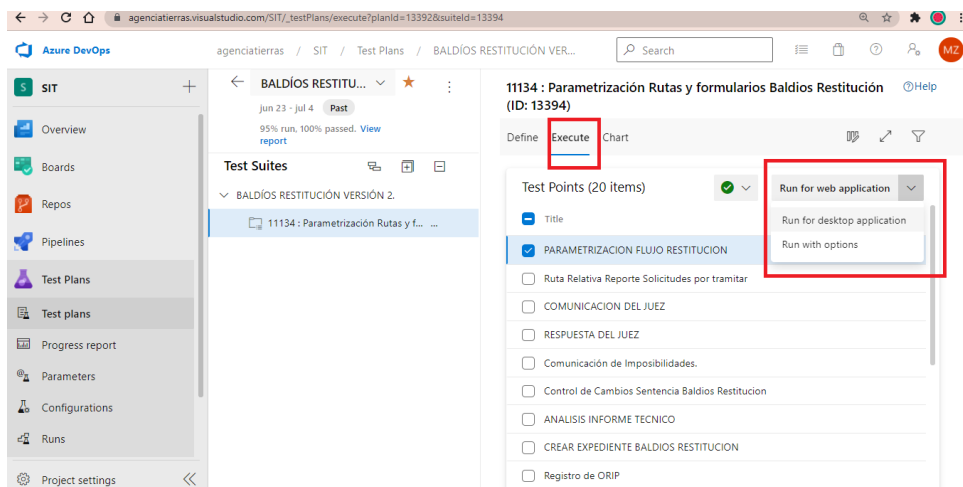 agenciatierras.visualstudio.com/SIT/_testPlans/execute?planId=13392&suiteId=13394
Azure DevOps
agenciatierras / SIT / Test Plans / BALDÍOS RESTITUCIÓN VER...
Search
MZ
S SIT
Overview
Boards
Repos
Pipelines
Test Plans
Test plans
Progress report
Parameters
Configurations
Runs
Project settings
BALDÍOS RESTITU...
jun 23 - jul 4 Past
95% run, 100% passed. View
report
Test Suites
BALDÍOS RESTITUCIÓN VERSIÓN 2.
11134 : Parametrización Rutas y f... ...
11134 : Parametrización Rutas y formularios Baldios Restitución
(ID: 13394)
Help
Define Execute Chart
Test Points (20 items)
Run for web application
Run for desktop application
Run with options
Title
PARAMETRIZACION FLUJO RESTITUCION
Ruta Relativa Reporte Solicitudes por tramitar
COMUNICACION DEL JUEZ
RESPUESTA DEL JUEZ
Comunicación de Imposibilidades.
Control de Cambios Sentencia Baldios Restitucion
ANALISIS INFORME TECNICO
CREAR EXPEDIENTE BALDIOS RESTITUCION
Registro de ORIP